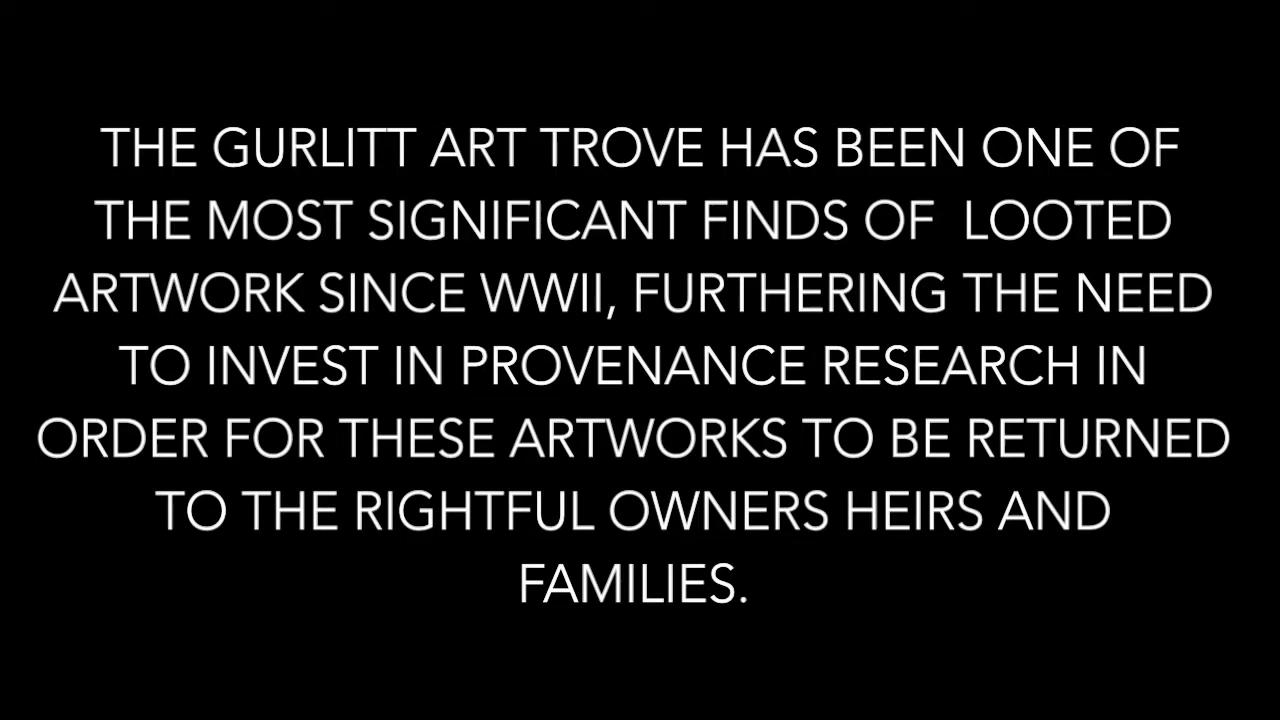 THE GURLITT ART TROVE HAS BEEN ONE OF
THE MOST SIGNIFICANT FINDS OF  LOOTED
ARTWORK SINCE WWII, FURTHERING THE NEED
TO INVEST IN PROVENANCE RESEARCH IN
ORDER FOR THESE ARTWORKS TO BE RETURNED
TO THE RIGHTFUL OWNERS HEIRS AND
FAMILIES.